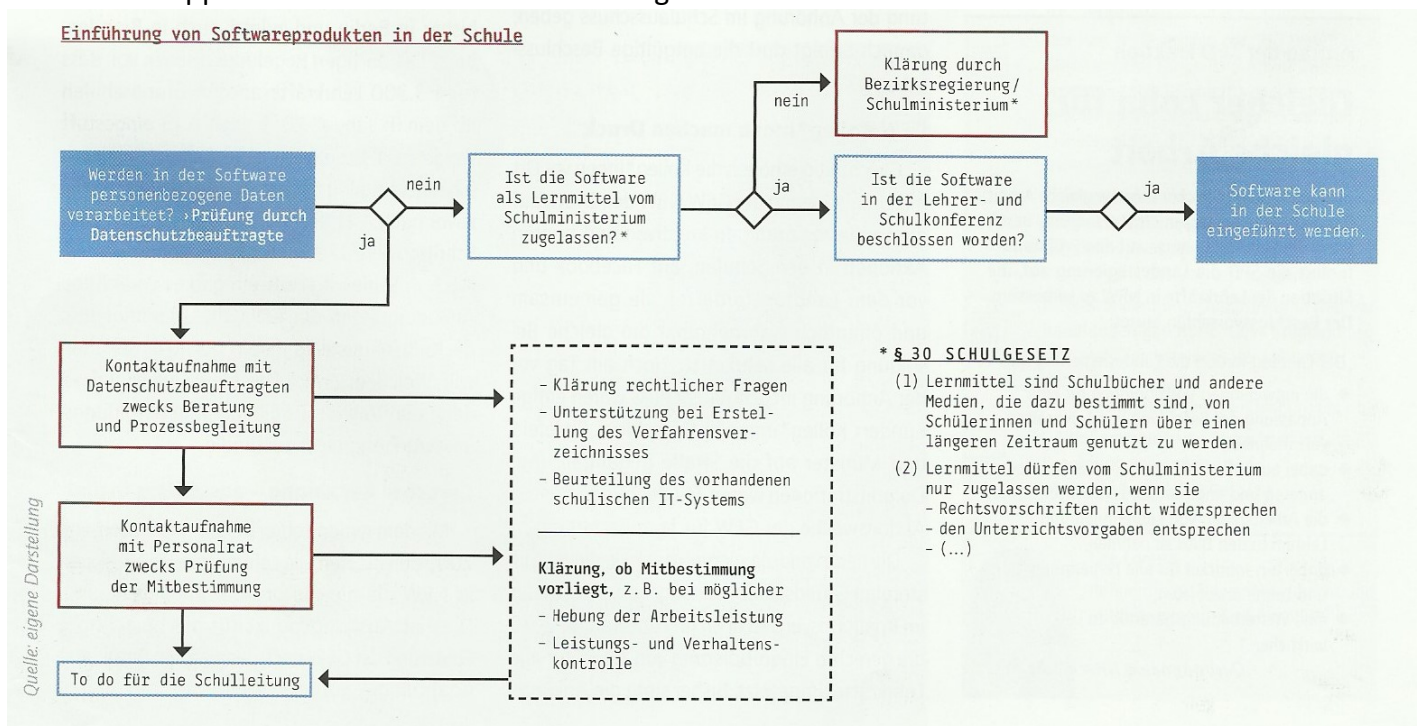 Einführung von Softwareprodukten in der Schule
Klärung durch
Bezirksregierung/
Schulministerium*
nein
Werden in der Software
personenbezogene Daten
verarbeitet? ›Prüfung durch
Datenschutzbeauftragte
nein
ja
Ist die Software
als Lernmittel vom
Schulministerium
zugelassen?*
ja
Ist die Software
in der Lehrer- und
Schulkonferenz
beschlossen worden?
ja
Software kann
in der Schule
eingeführt werden.
Kontaktaufnahme mit
Datenschutzbeauftragten
zwecks Beratung
und Prozessbegleitung
– Klärung rechtlicher Fragen
– Unterstützung bei Erstel-
lung des Verfahrensver-
zeichnisses
– Beurteilung des vorhandenen
schulischen IT-Systems
* § 30 SCHULGESETZ
(1) Lernmittel sind Schulbücher und andere
Medien, die dazu bestimmt sind, von
Schülerinnen und Schülern über einen
längeren Zeitraum genutzt zu werden.
(2) Lernmittel dürfen vom Schulministerium
nur zugelassen werden, wenn sie
– Rechtsvorschriften nicht widersprechen
– den Unterrichtsvorgaben entsprechen
– (...)
Kontaktaufnahme
mit Personalrat
zwecks Prüfung
der Mitbestimmung
Klärung, ob Mitbestimmung
vorliegt, z.B. bei möglicher
– Hebung der Arbeitsleistung
– Leistungs- und Verhaltens-
kontrolle
To do für die Schulleitung
Quelle: eigene Darstellung